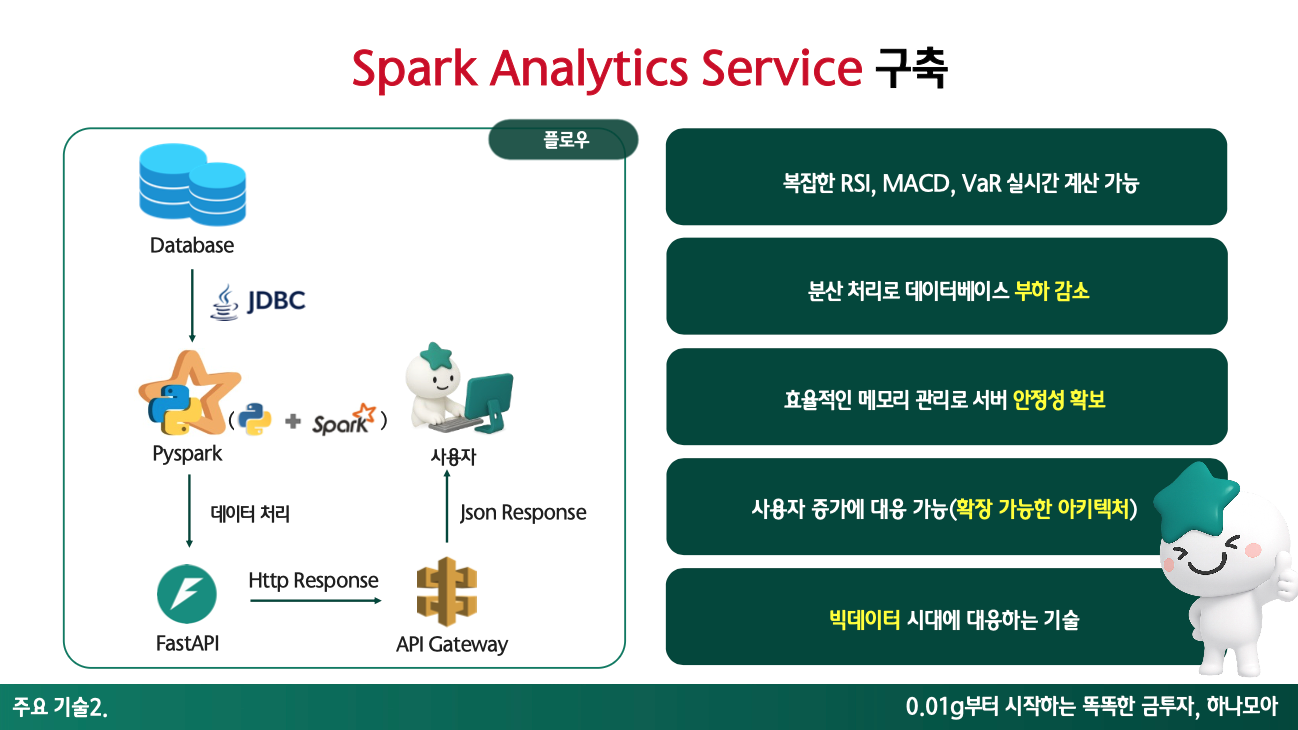 Spark Analytics Service 구축
플로우
Database
JDBC
Pyspark
( + Spark )
사용자
데이터 처리
Json Response
Http Response
FastAPI
API Gateway
복잡한 RSI, MACD, VaR 실시간 계산 가능
분산 처리로 데이터베이스 부하 감소
효율적인 메모리 관리로 서버 안정성 확보
사용자 증가에 대응 가능(확장 가능한 아키텍처)
빅데이터 시대에 대응하는 기술
주요 기술2.
0.01g부터 시작하는 똑똑한 금투자, 하나모아